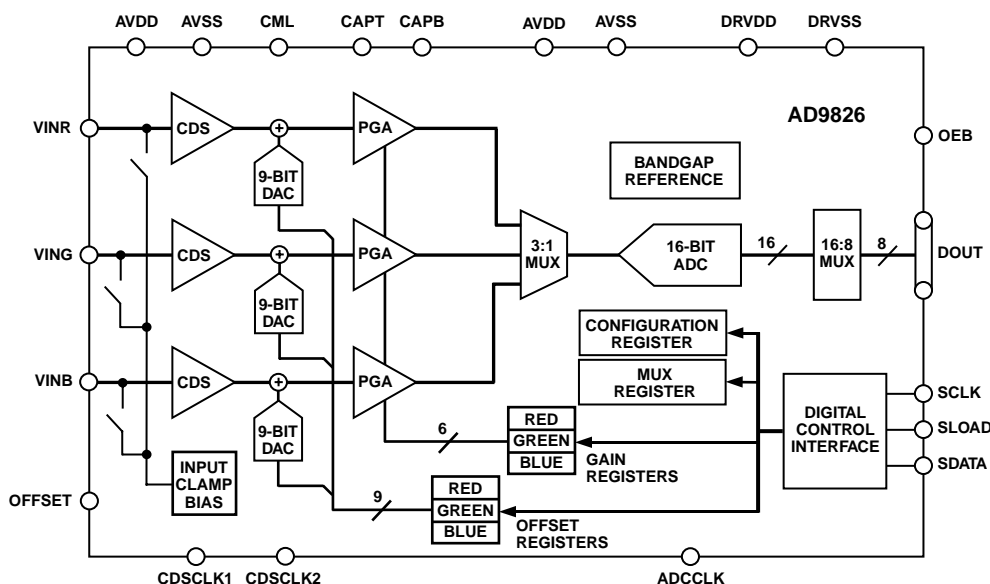 AVDD AVSS CML CAPT CAPB AVDD AVSS DRVDD DRVSS
AD9826
VINR
CDS
+
PGA
OEB
9-BIT
DAC
BANDGAP
REFERENCE
VING
CDS
+
PGA
3:1
MUX
16-BIT
ADC
16
16:8
MUX
8
DOUT
9-BIT
DAC
CONFIGURATION
REGISTER
VINB
CDS
+
PGA
MUX
REGISTER
SCLK
9-BIT
DAC
6
RED
GREEN
BLUE
GAIN
REGISTERS
DIGITAL
CONTROL
INTERFACE
SLOAD
SDATA
INPUT
CLAMP
BIAS
OFFSET
9
RED
GREEN
BLUE
OFFSET
REGISTERS
CDSCLK1 CDSCLK2 ADCCLK